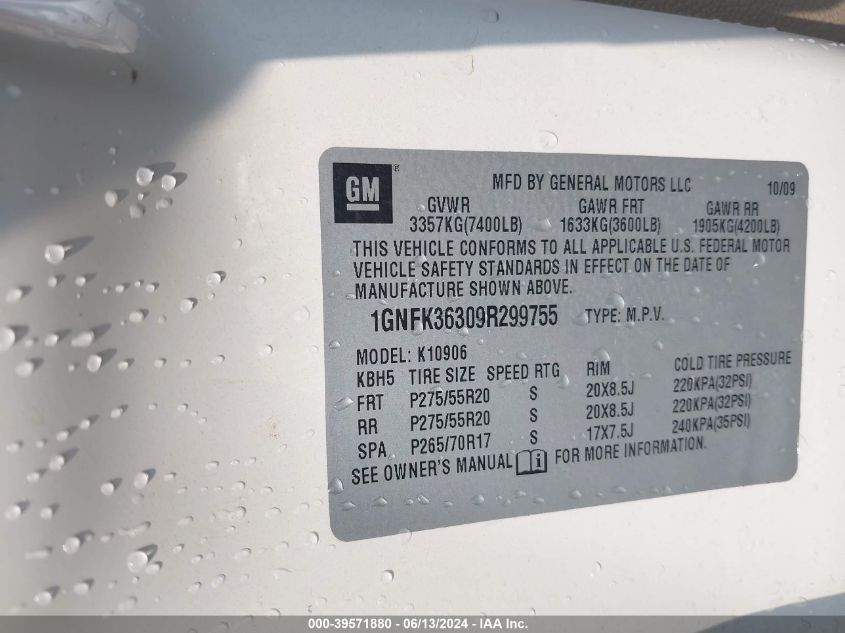 GM ®
MFD BY GENERAL MOTORS LLC 10/09
GVWR GAWR FRT GAWR RR
3357KG(7400LB) 1633KG(3600LB) 1905KG(4200LB)
THIS VEHICLE CONFORMS TO ALL APPLICABLE U.S. FEDERAL MOTOR
VEHICLE SAFETY STANDARDS IN EFFECT ON THE DATE OF
MANUFACTURE SHOWN ABOVE.
1GNFK36309R299755 TYPE: M.P.V.
MODEL: K10906
KBH5 TIRE SIZE SPEED RTG RIM COLD TIRE PRESSURE
FRT P275/55R20 S 20X8.5J 220KPA(32PSI)
RR P275/55R20 S 20X8.5J 220KPA(32PSI)
SPA P265/70R17 S 17X7.5J 240KPA(35PSI)
SEE OWNER'S MANUAL i FOR MORE INFORMATION.
000-39571880 - 06/13/2024 - IAA Inc.